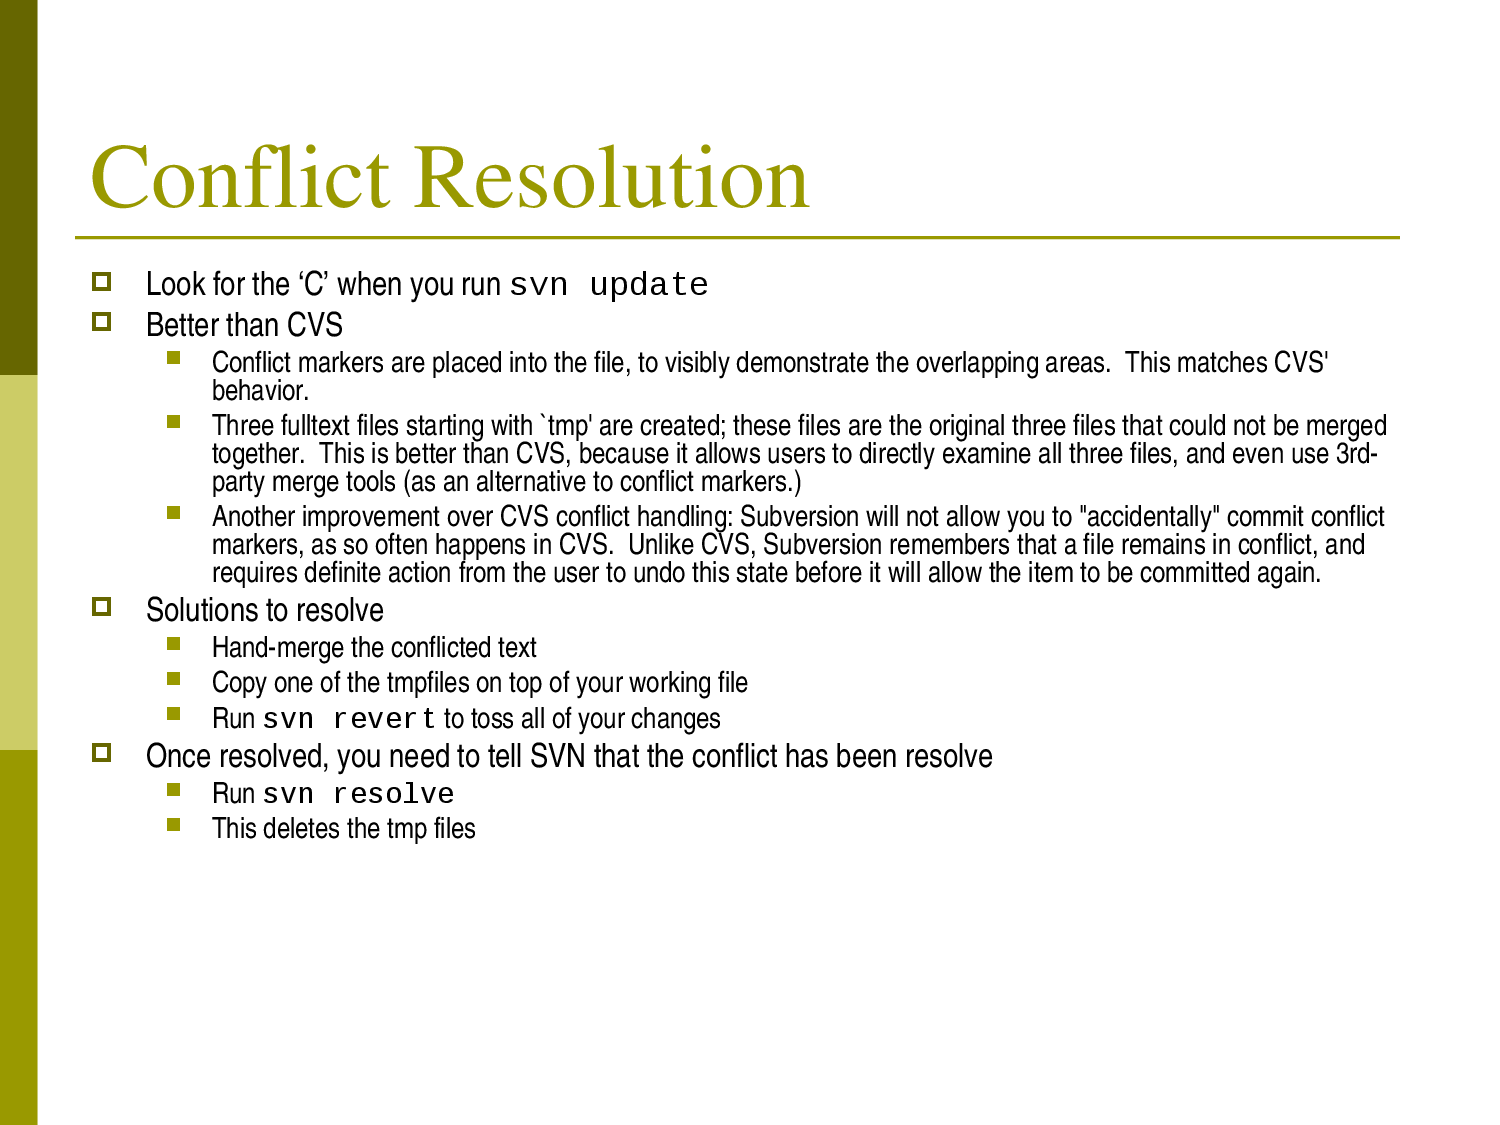 Conflict Resolution
Look for the ‘C’ when you run svn update
Better than CVS
Conflict markers are placed into the file, to visibly demonstrate the overlapping areas.  This matches CVS'
behavior.
Three fulltext files starting with `tmp' are created; these files are the original three files that could not be merged
together.  This is better than CVS, because it allows users to directly examine all three files, and even use 3rd-
party merge tools (as an alternative to conflict markers.)
Another improvement over CVS conflict handling: Subversion will not allow you to "accidentally" commit conflict
markers, as so often happens in CVS.  Unlike CVS, Subversion remembers that a file remains in conflict, and
requires definite action from the user to undo this state before it will allow the item to be committed again.
Solutions to resolve
Hand-merge the conflicted text
Copy one of the tmpfiles on top of your working file
Run svn revert to toss all of your changes
Once resolved, you need to tell SVN that the conflict has been resolve
Run svn resolve
This deletes the tmp files